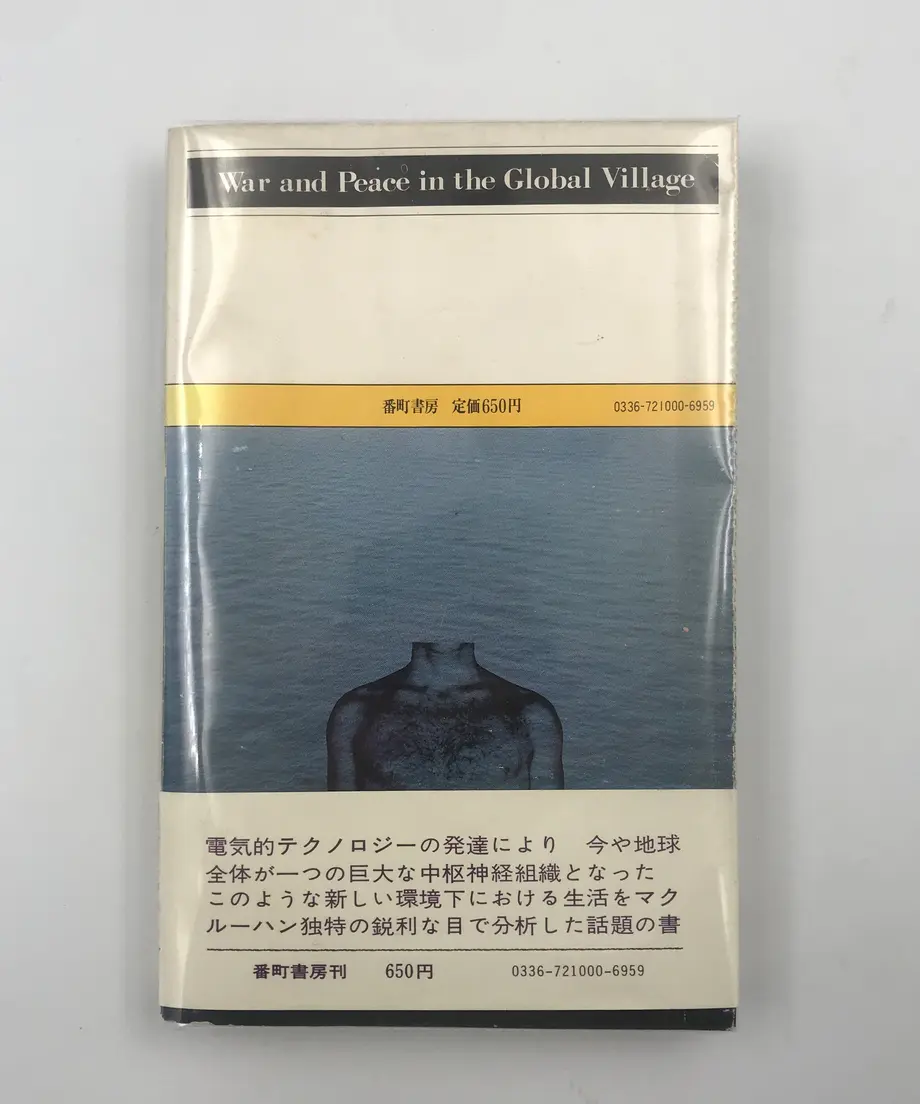 War and Peace in the Global Village
番町書房 定価650円 0336-721000-6959
電気的テクノロジーの発達により 今や地球
全体が一つの巨大な中枢神経組織となった
このような新しい環境下における生活をマク
ルーハン独特の鋭利な目で分析した話題の書
番町書房刊 650円 0336-721000-6959